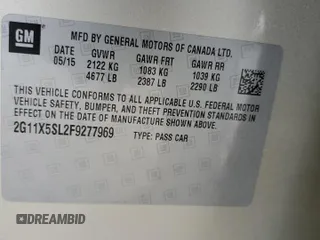 GM
MFD BY GENERAL MOTORS OF CANADA LTD.
DATE GVWR GAWR FRT GAWR RR
05/15 2122 KG 1083 KG 1039 KG
4677 LB 2387 LB 2290 LB
THIS VEHICLE CONFORMS TO ALL APPLICABLE U.S. FEDERAL MOTOR
VEHICLE SAFETY, BUMPER, AND THEFT PREVENTION STANDARDS IN
EFFECT ON THE DATE OF MANUFACTURE SHOWN ABOVE.
2G11X5SL2F9277969 TYPE: PASS CAR
DREAMBID